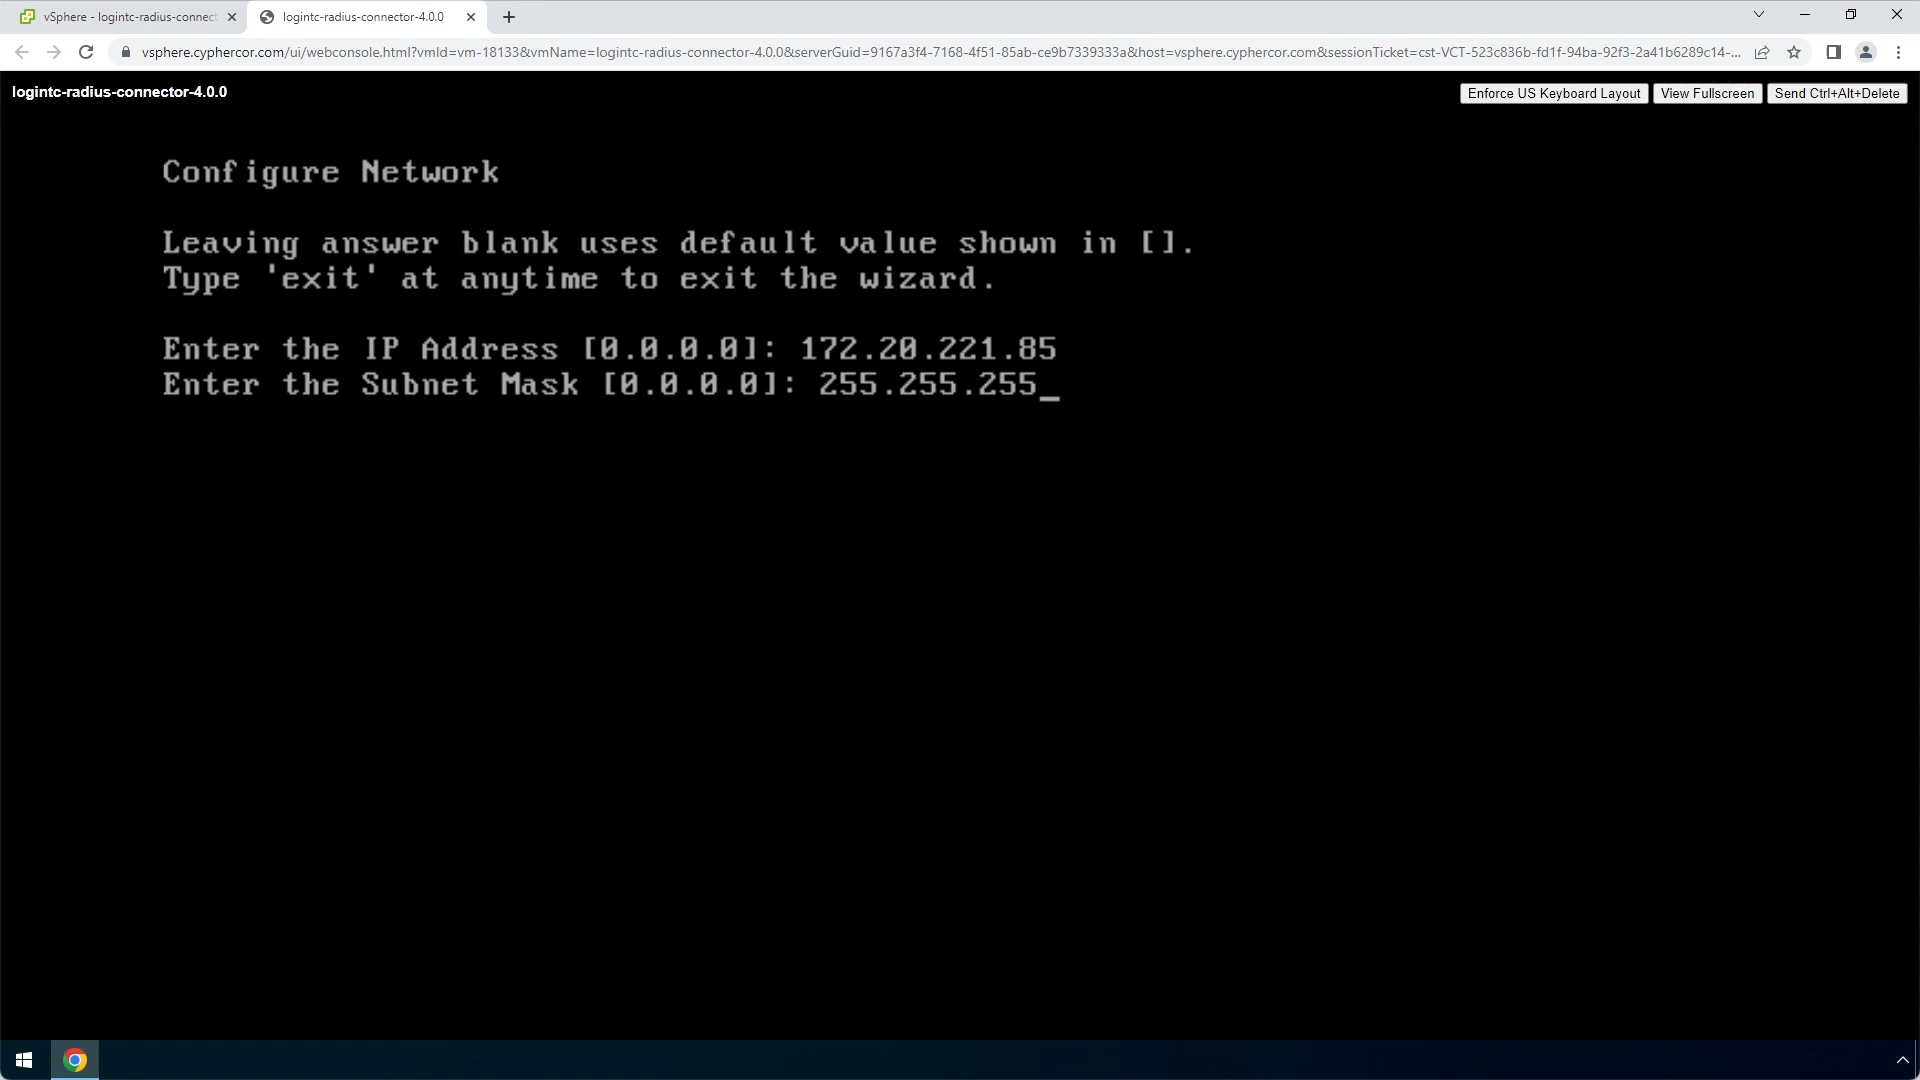 vSphere - logintc-radius-connect
logintc-radius-connector-4.0.0
vsphere.cyphercor.com/ui/webconsole.html?vmId=vm-18133&vmName=logintc-radius-connector-4.0.0&serverGuid=9167a3f4-7168-4f51-85ab-ce9b7339333a&host=vsphere.cyphercor.com&sessionTicket=cst-VCT-523c836b-fd1f-94ba-92f3-2a41b6289c14-...
logintc-radius-connector-4.0.0
Enforce US Keyboard Layout
View Fullscreen
Send Ctrl+Alt+Delete
Configure Network
Leaving answer blank uses default value shown in [].
Type 'exit' at anytime to exit the wizard.
Enter the IP Address [0.0.0.0]: 172.20.221.85
Enter the Subnet Mask [0.0.0.0]: 255.255.255_